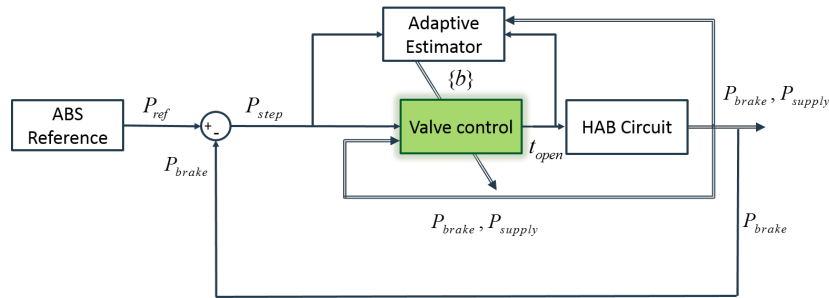 Adaptive
Estimator
{b}
P_brake , P_supply
ABS
Reference
P_ref
+
-
P_step
Valve control
t_open
HAB Circuit
P_brake
P_brake , P_supply
P_brake